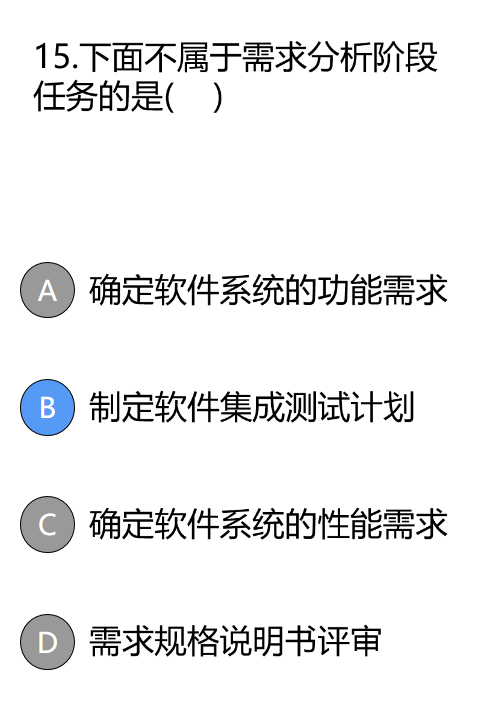 15.下面不属于需求分析阶段
任务的是(    )
A 确定软件系统的功能需求
B 制定软件集成测试计划
C 确定软件系统的性能需求
D 需求规格说明书评审